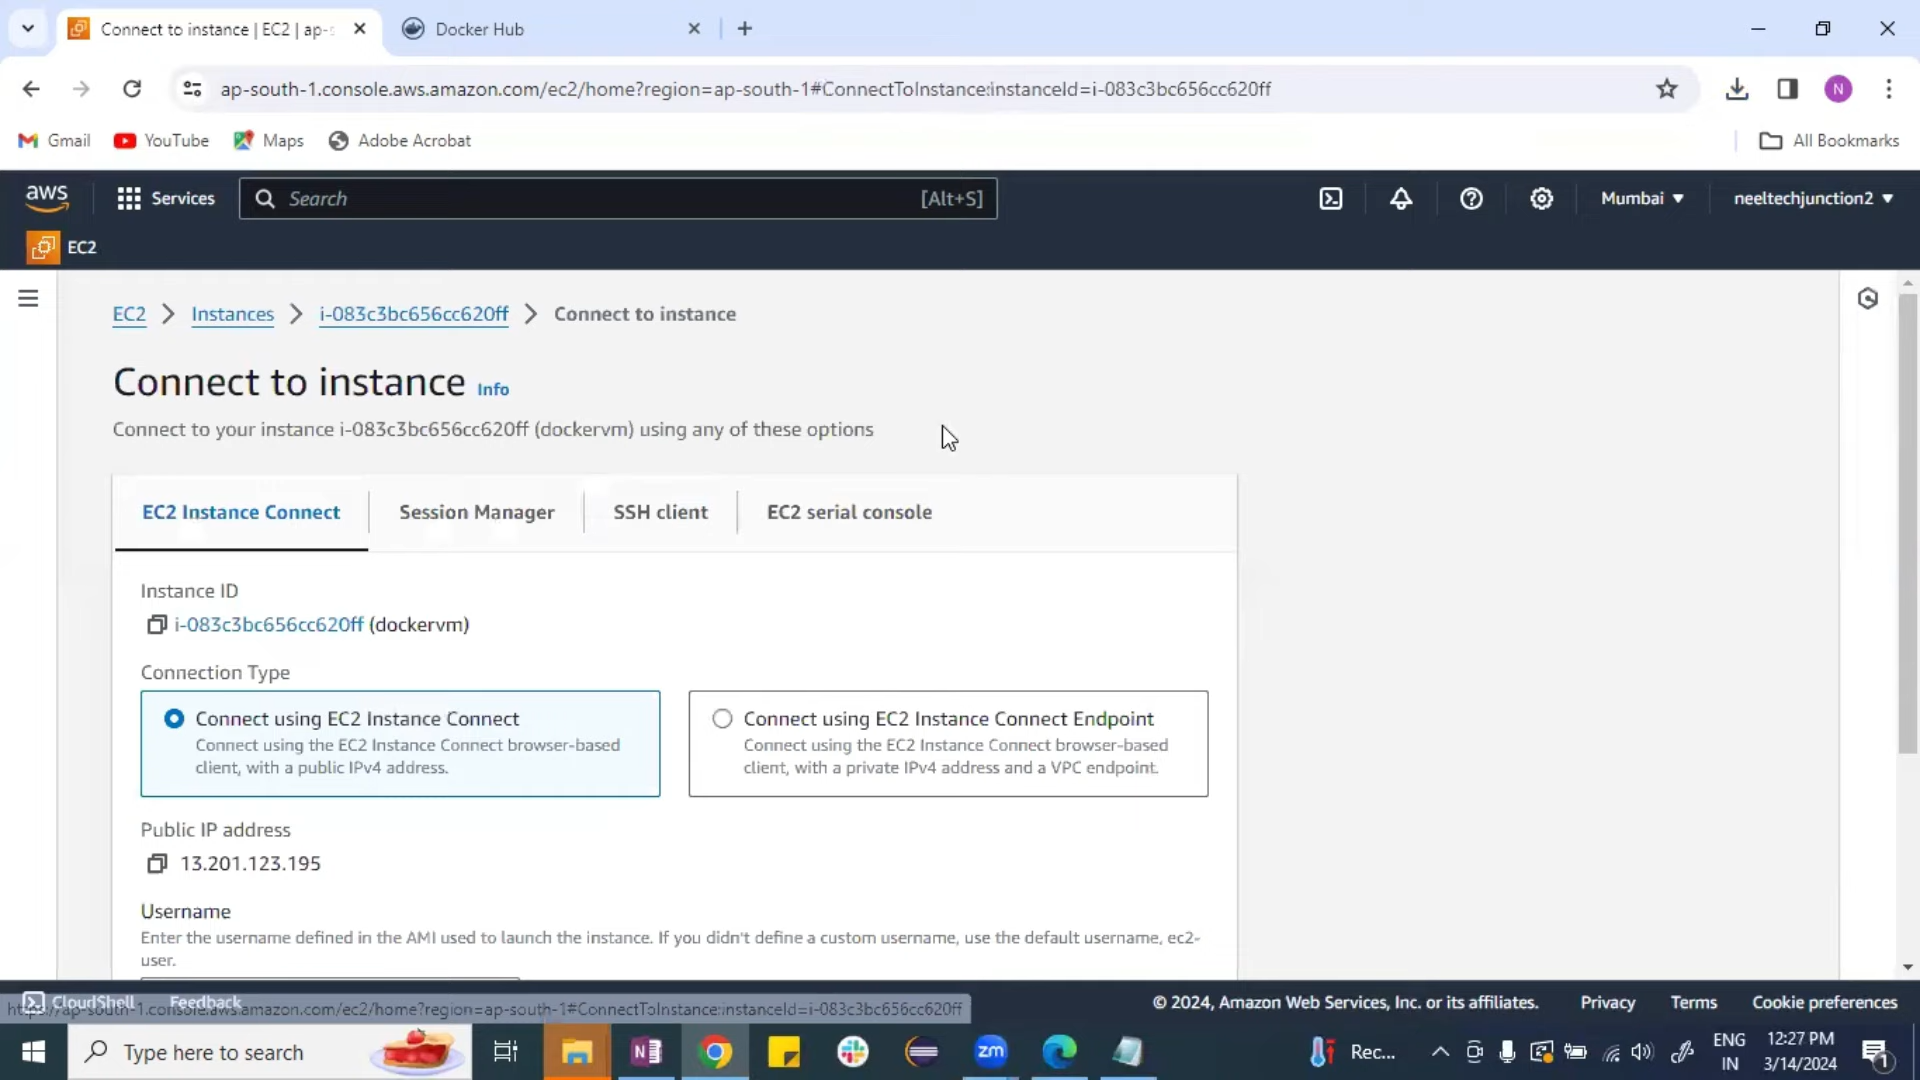 Connect to instance | EC2 | ap-s
Docker Hub
ap-south-1.console.aws.amazon.com/ec2/home?region=ap-south-1#ConnectToInstance:instanceId=i-083c3bc656cc620ff
N
Gmail
YouTube
Maps
Adobe Acrobat
All Bookmarks
aws
Services
Search
[Alt+S]
Mumbai
neeltechjunction2
EC2
EC2 > Instances > i-083c3bc656cc620ff > Connect to instance
Connect to instance Info
Connect to your instance i-083c3bc656cc620ff (dockervm) using any of these options
EC2 Instance Connect
Session Manager
SSH client
EC2 serial console
Instance ID
i-083c3bc656cc620ff (dockervm)
Connection Type
Connect using EC2 Instance Connect
Connect using the EC2 Instance Connect browser-based
client, with a public IPv4 address.
Connect using EC2 Instance Connect Endpoint
Connect using the EC2 Instance Connect browser-based
client, with a private IPv4 address and a VPC endpoint.
Public IP address
13.201.123.195
Username
Enter the username defined in the AMI used to launch the instance. If you didn't define a custom username, use the default username, ec2-
user.
CloudShell
Feedback
https://ap-south-1.console.aws.amazon.com/ec2/home?region=ap-south-1#ConnectToInstance:instanceId=i-083c3bc656cc620ff
© 2024, Amazon Web Services, Inc. or its affiliates.
Privacy
Terms
Cookie preferences
Type here to search
N
zm
Rec...
ENG
IN
12:27 PM
3/14/2024
1